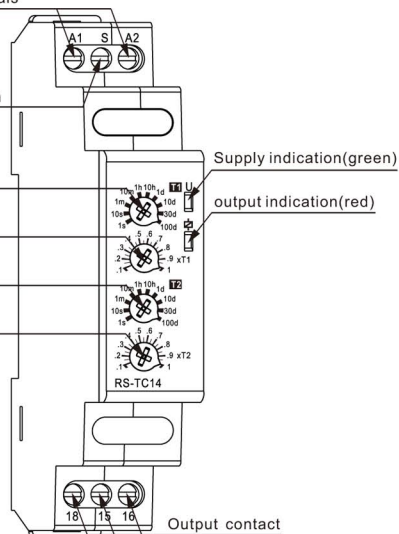 A1 S A2
Supply indication(green)
output indication(red)
T1 U
1s 10s 1m 10m 1h 10h 1d 10d 30d 100d
.1 .2 .3 .4 .5 .6 .7 .8 .9 1 xT1
T2
1s 10s 1m 10m 1h 10h 1d 10d 30d 100d
.1 .2 .3 .4 .5 .6 .7 .8 .9 1 xT2
RS-TC14
18 15 16
Output contact